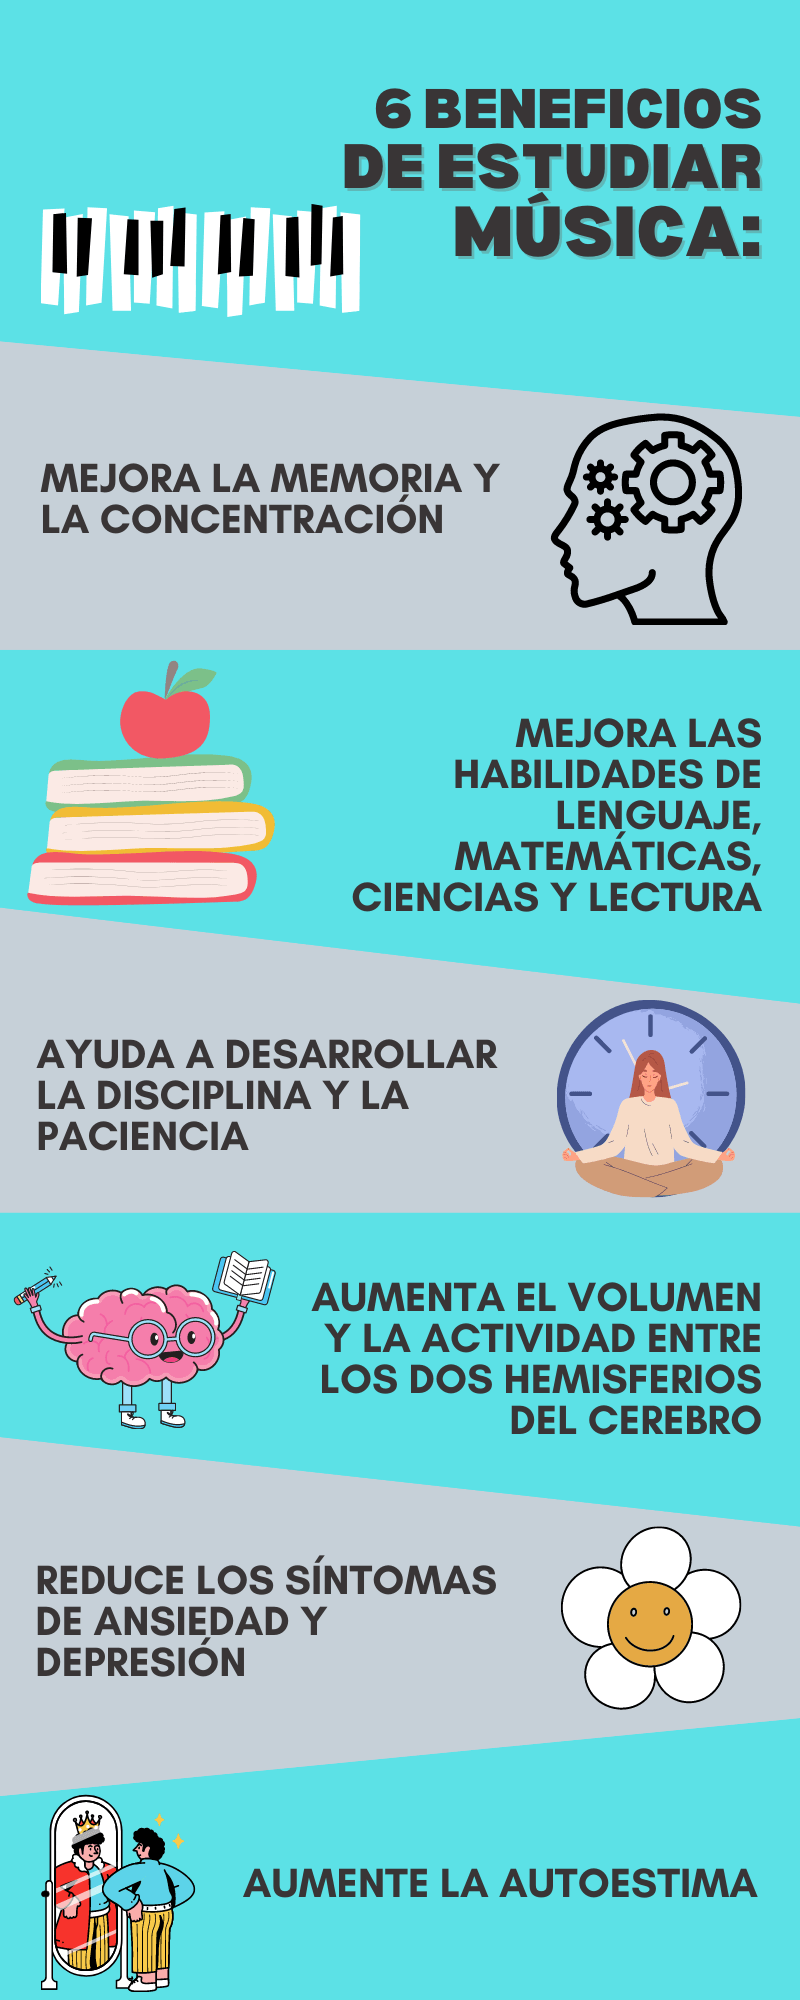 6 BENEFICIOS
DE ESTUDIAR
MÚSICA:
MEJORA LA MEMORIA Y
LA CONCENTRACIÓN
MEJORA LAS
HABILIDADES DE
LENGUAJE,
MATEMÁTICAS,
CIENCIAS Y LECTURA
AYUDA A DESARROLLAR
LA DISCIPLINA Y LA
PACIENCIA
AUMENTA EL VOLUMEN
Y LA ACTIVIDAD ENTRE
LOS DOS HEMISFERIOS
DEL CEREBRO
REDUCE LOS SÍNTOMAS
DE ANSIEDAD Y
DEPRESIÓN
AUMENTE LA AUTOESTIMA